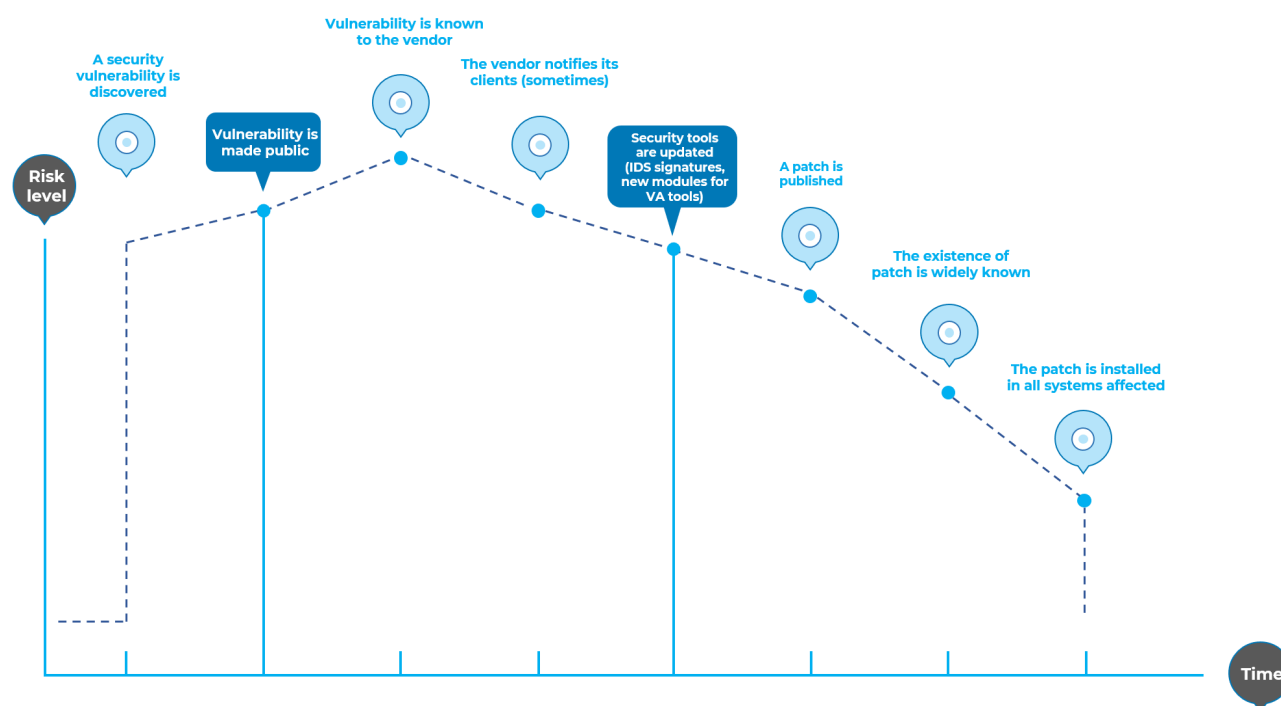 Vulnerability is known
to the vendor
A security
vulnerability is
discovered
The vendor notifies its
clients (sometimes)
Vulnerability is
made public
Security tools
are updated
(IDS signatures,
new modules for
VA tools)
A patch is
published
Risk
level
The existence of
patch is widely known
The patch is installed
in all systems affected
Time